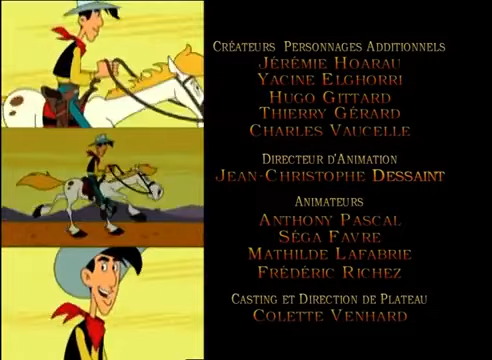 Créateurs Personnages Additionnels
Jérémie Hoarau
Yacine Elghorri
Hugo Gittard
Thierry Gérard
Charles Vaucelle
Directeur d'Animation
Jean-Christophe Dessaint
Animateurs
Anthony Pascal
Séga Favre
Mathilde Lafabrie
Frédéric Richez
Casting et Direction de Plateau
Colette Venhard